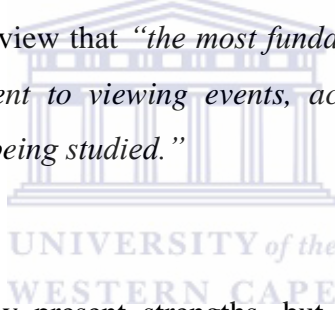 view that “the most funda
ent to viewing events, ac
being studied.”
UNIVERSITY of the
WESTERN CAPE
y present strengths, but